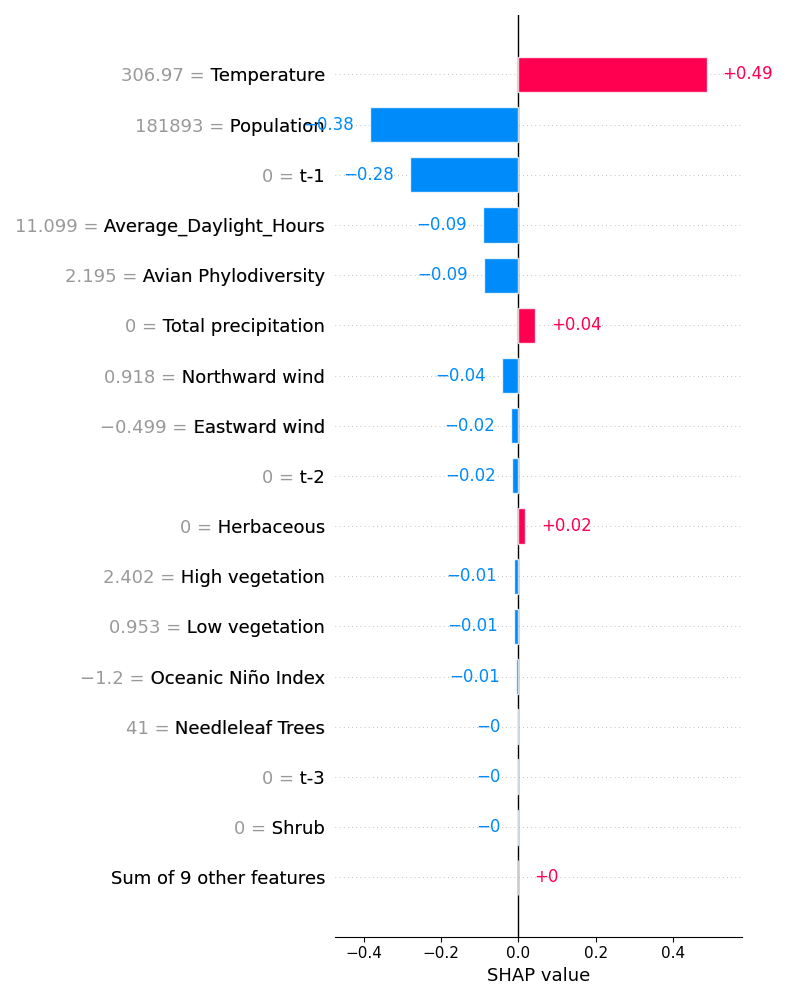 306.97 = Temperature +0.49
181893 = Population −0.38
0 = t-1 −0.28
11.099 = Average_Daylight_Hours −0.09
2.195 = Avian Phylodiversity −0.09
0 = Total precipitation +0.04
0.918 = Northward wind −0.04
−0.499 = Eastward wind −0.02
0 = t-2 −0.02
0 = Herbaceous +0.02
2.402 = High vegetation −0.01
0.953 = Low vegetation −0.01
−1.2 = Oceanic Niño Index −0.01
41 = Needleleaf Trees −0
0 = t-3 −0
0 = Shrub −0
Sum of 9 other features +0
−0.4 −0.2 0.0 0.2 0.4
SHAP value